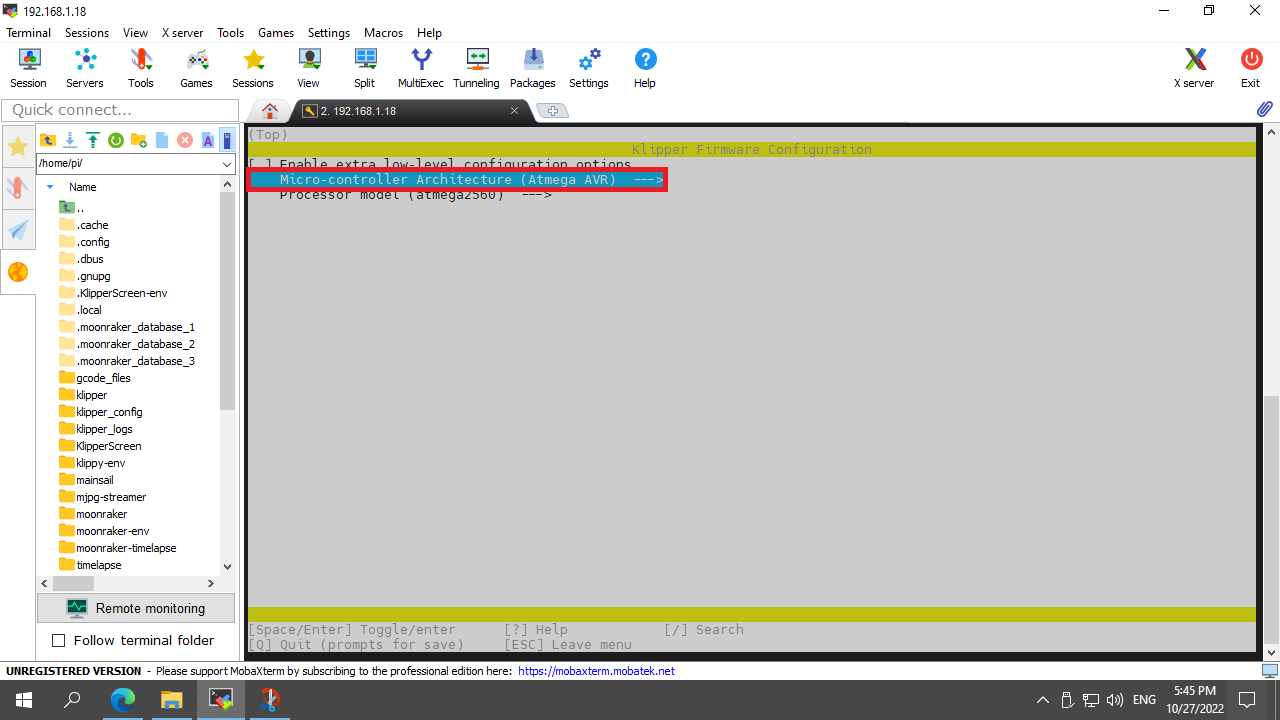 192.168.1.18
Terminal Sessions View X server Tools Games Settings Macros Help
Session Servers Tools Games Sessions View Split MultiExec Tunneling Packages Settings Help X server Exit
Quick connect...
2. 192.168.1.18
/home/pi/
Name
..
.cache
.config
.dbus
.gnupg
.KlipperScreen-env
.local
.moonraker_database_1
.moonraker_database_2
.moonraker_database_3
gcode_files
klipper
klipper_config
klipper_logs
KlipperScreen
klippy-env
mainsail
mjpg-streamer
moonraker
moonraker-env
moonraker-timelapse
timelapse
Remote monitoring
Follow terminal folder
(Top)
Klipper Firmware Configuration
[ ] Enable extra low-level configuration options
Micro-controller Architecture (Atmega AVR) --->
Processor model (atmega2560) --->
[Space/Enter] Toggle/enter [?] Help [/] Search
[Q] Quit (prompts for save) [ESC] Leave menu
UNREGISTERED VERSION - Please support MobaXterm by subscribing to the professional edition here: https://mobaxterm.mobatek.net
ENG
5:45 PM
10/27/2022